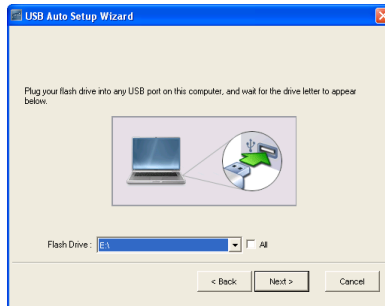 USB Auto Setup Wizard
Plug your flash drive into any USB port on this computer, and wait for the drive letter to appear
below.
Flash Drive : E:\ All
< Back Next > Cancel